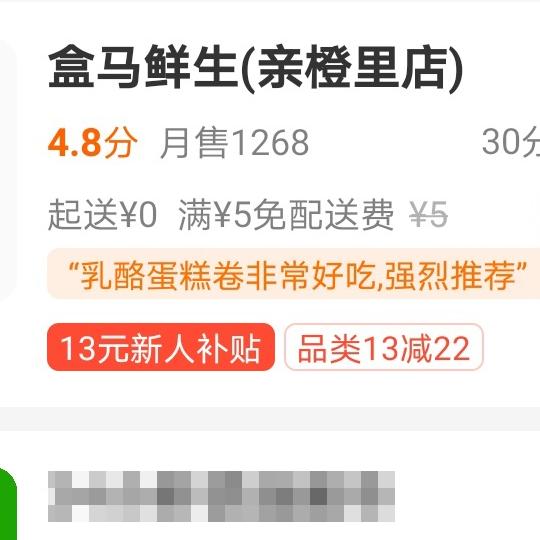 盒马鲜生(亲橙里店)
4.8分 月售1268 30分
起送¥0 满¥5免配送费 ¥5
“乳酪蛋糕卷非常好吃,强烈推荐”
13元新人补贴 品类13减22